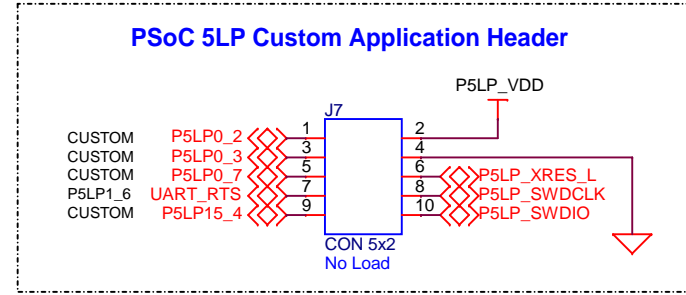 PSoC 5LP Custom Application Header
P5LP_VDD
J7
CUSTOM P5LP0_2 1 2
CUSTOM P5LP0_3 3 4
CUSTOM P5LP0_7 5 6 P5LP_XRES_L
P5LP1_6 UART_RTS 7 8 P5LP_SWDCLK
CUSTOM P5LP15_4 9 10 P5LP_SWDIO
CON 5x2
No Load